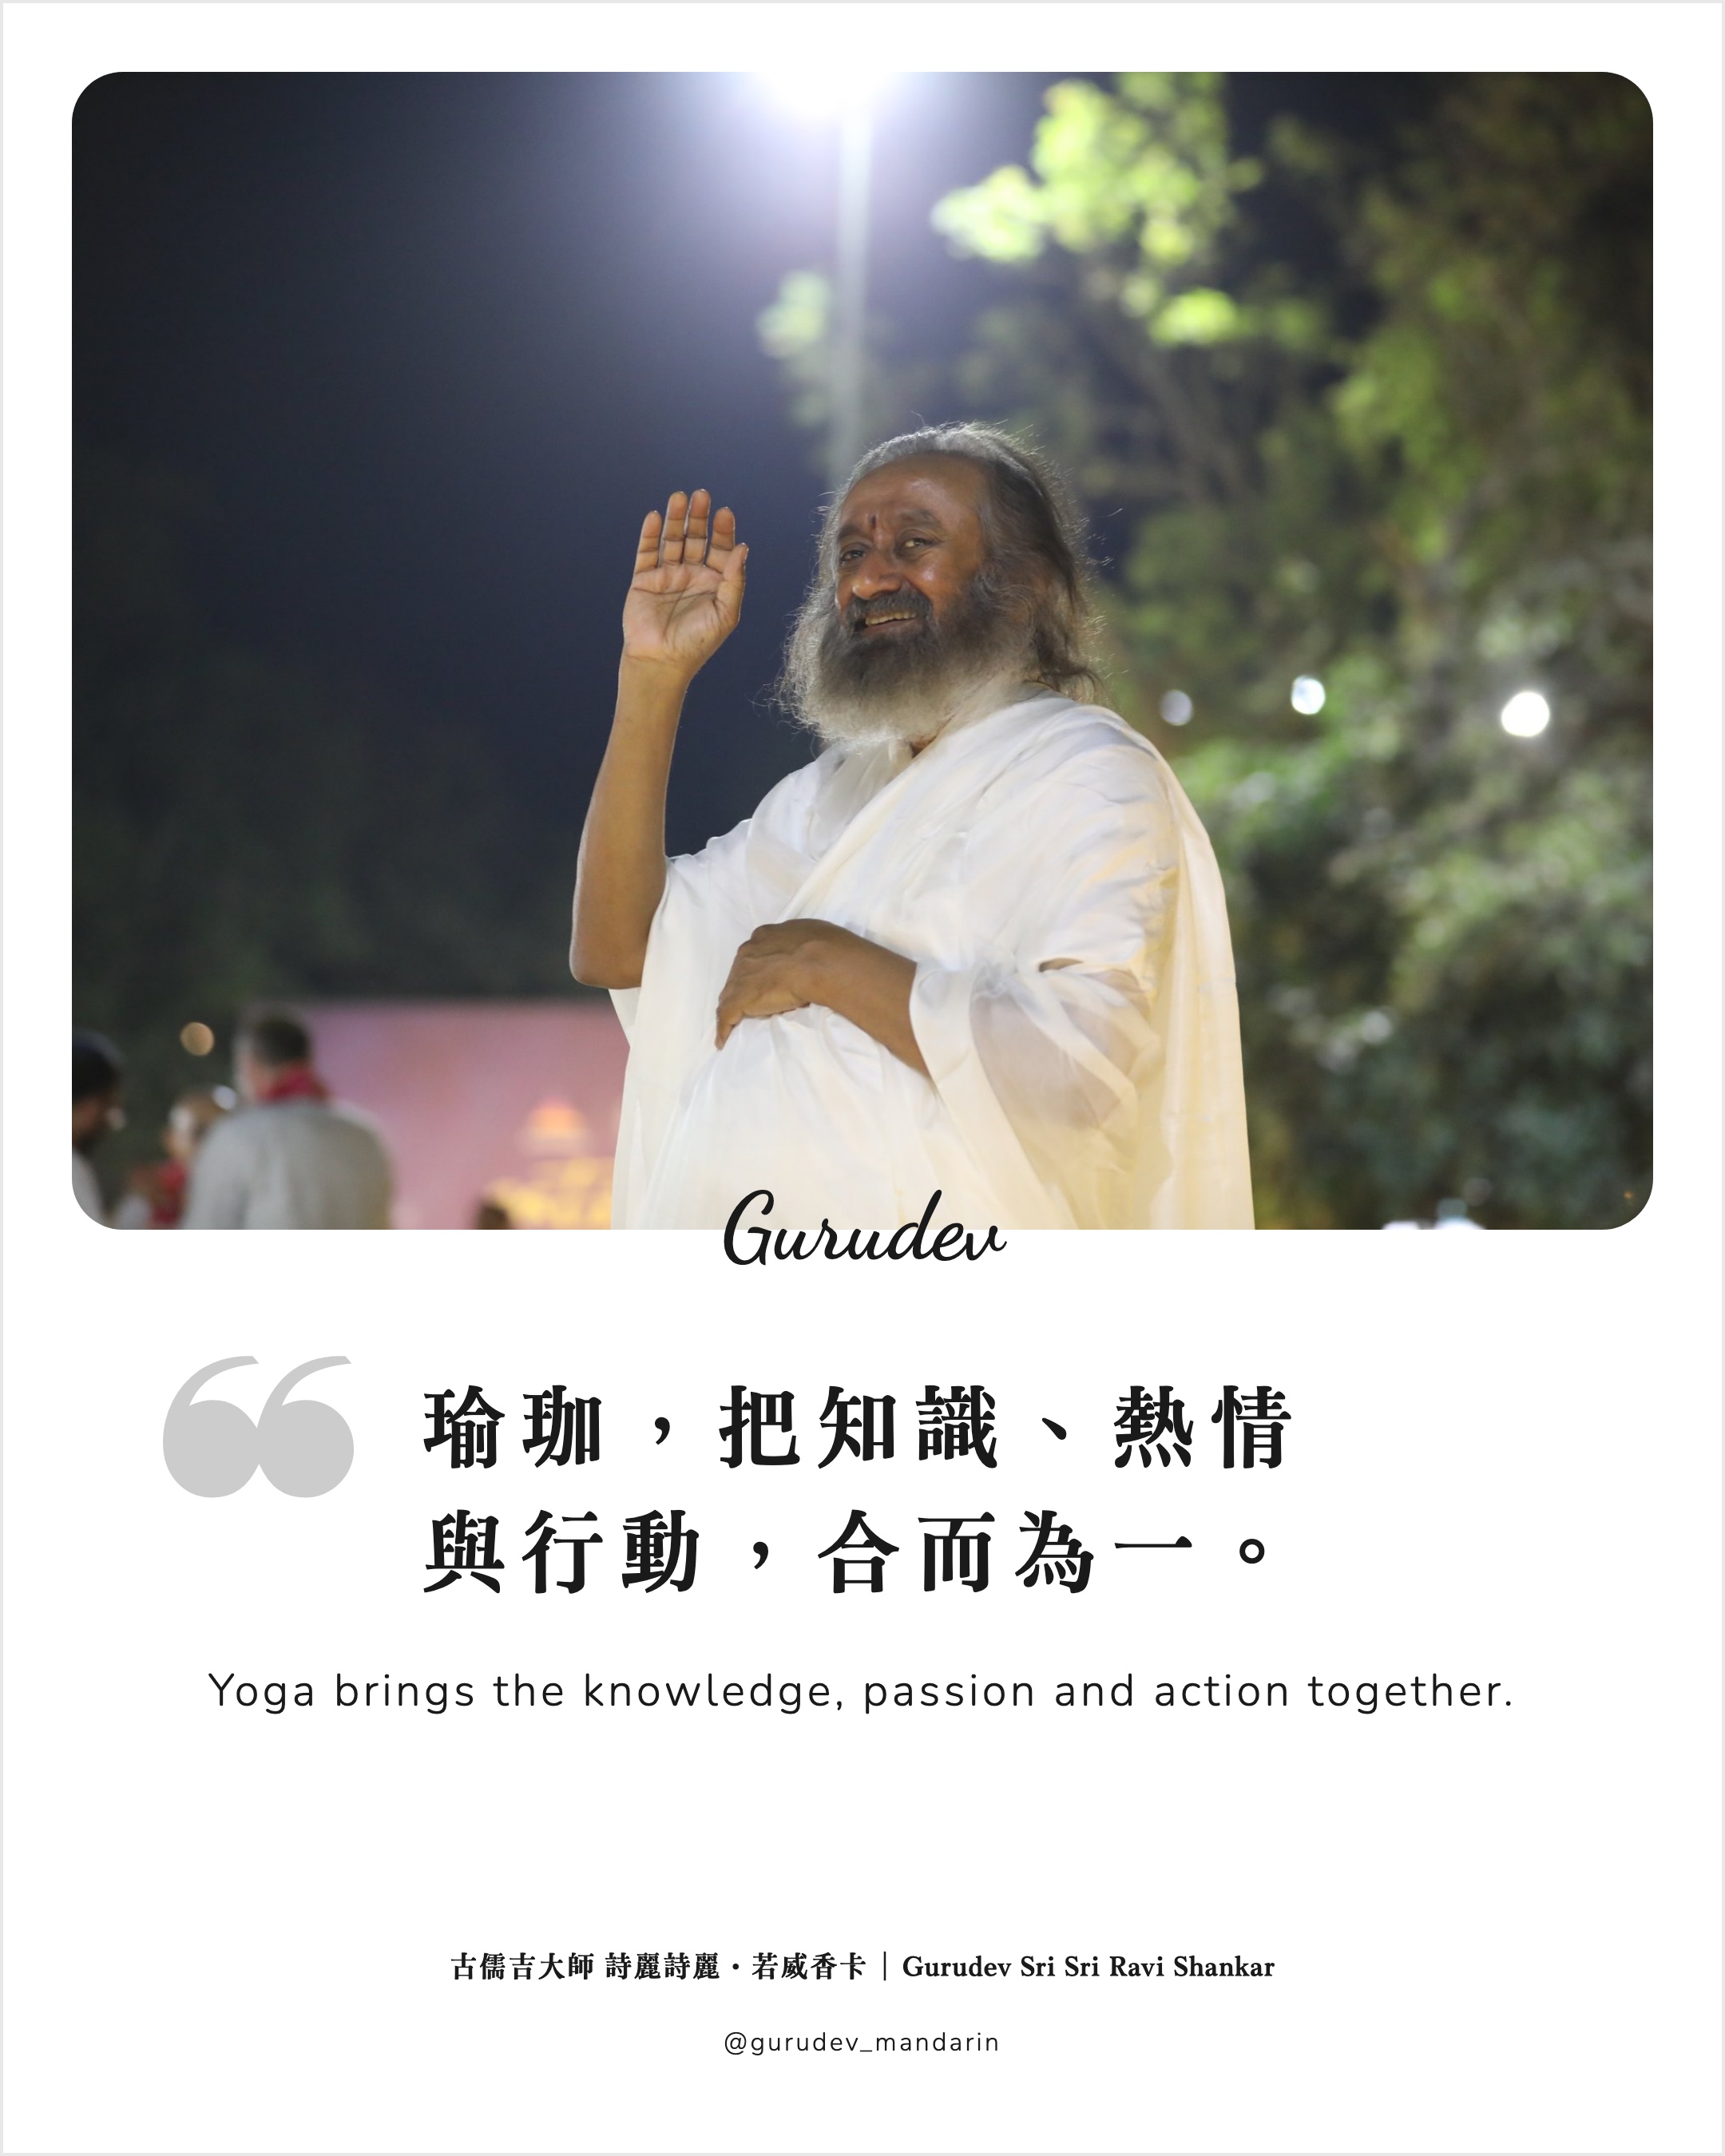 Gurudev
瑜珈，把知識、熱情
與行動，合而為一。
Yoga brings the knowledge, passion and action together.
古儒吉大師 詩麗詩麗・若威香卡｜Gurudev Sri Sri Ravi Shankar
@gurudev_mandarin